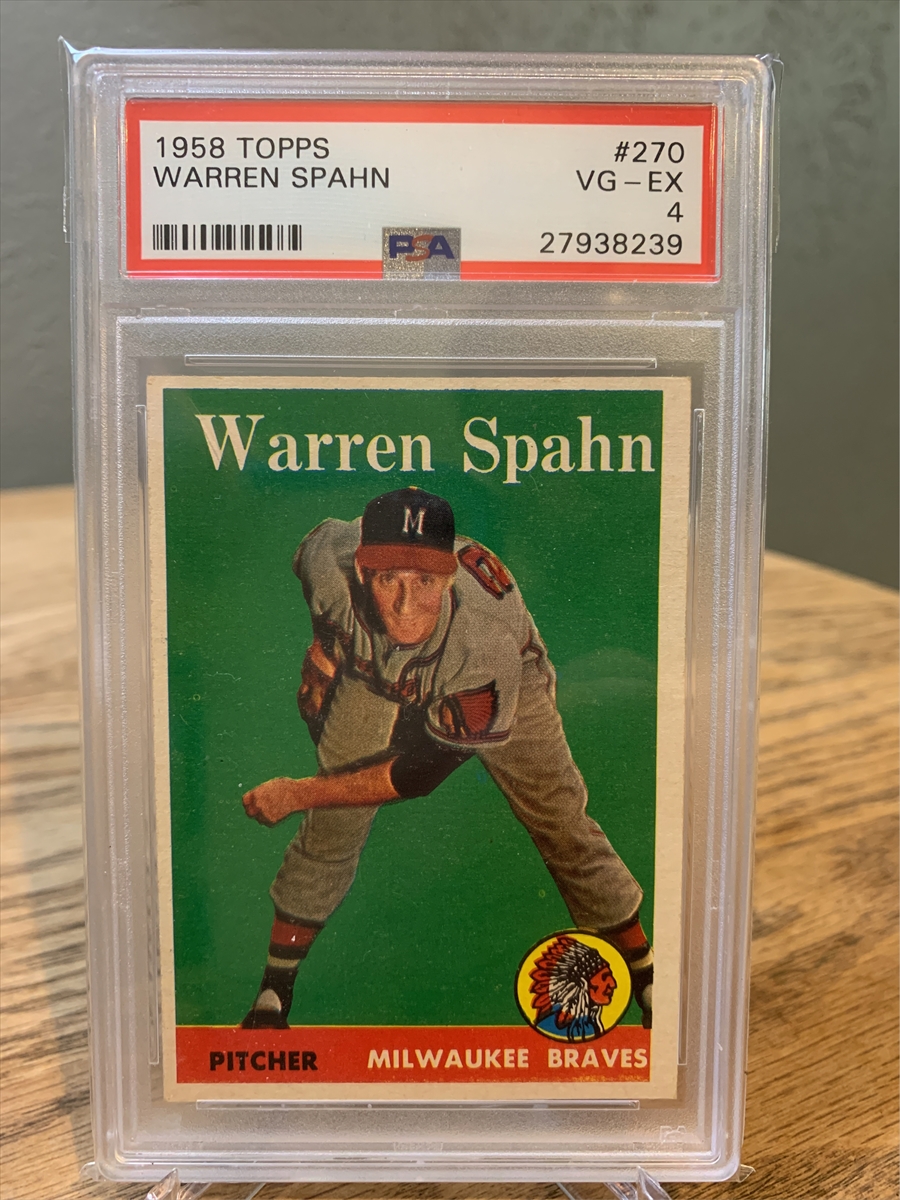 1958 TOPPS #270
WARREN SPAHN VG-EX
4
PSA 27938239
Warren Spahn
M
PITCHER MILWAUKEE BRAVES